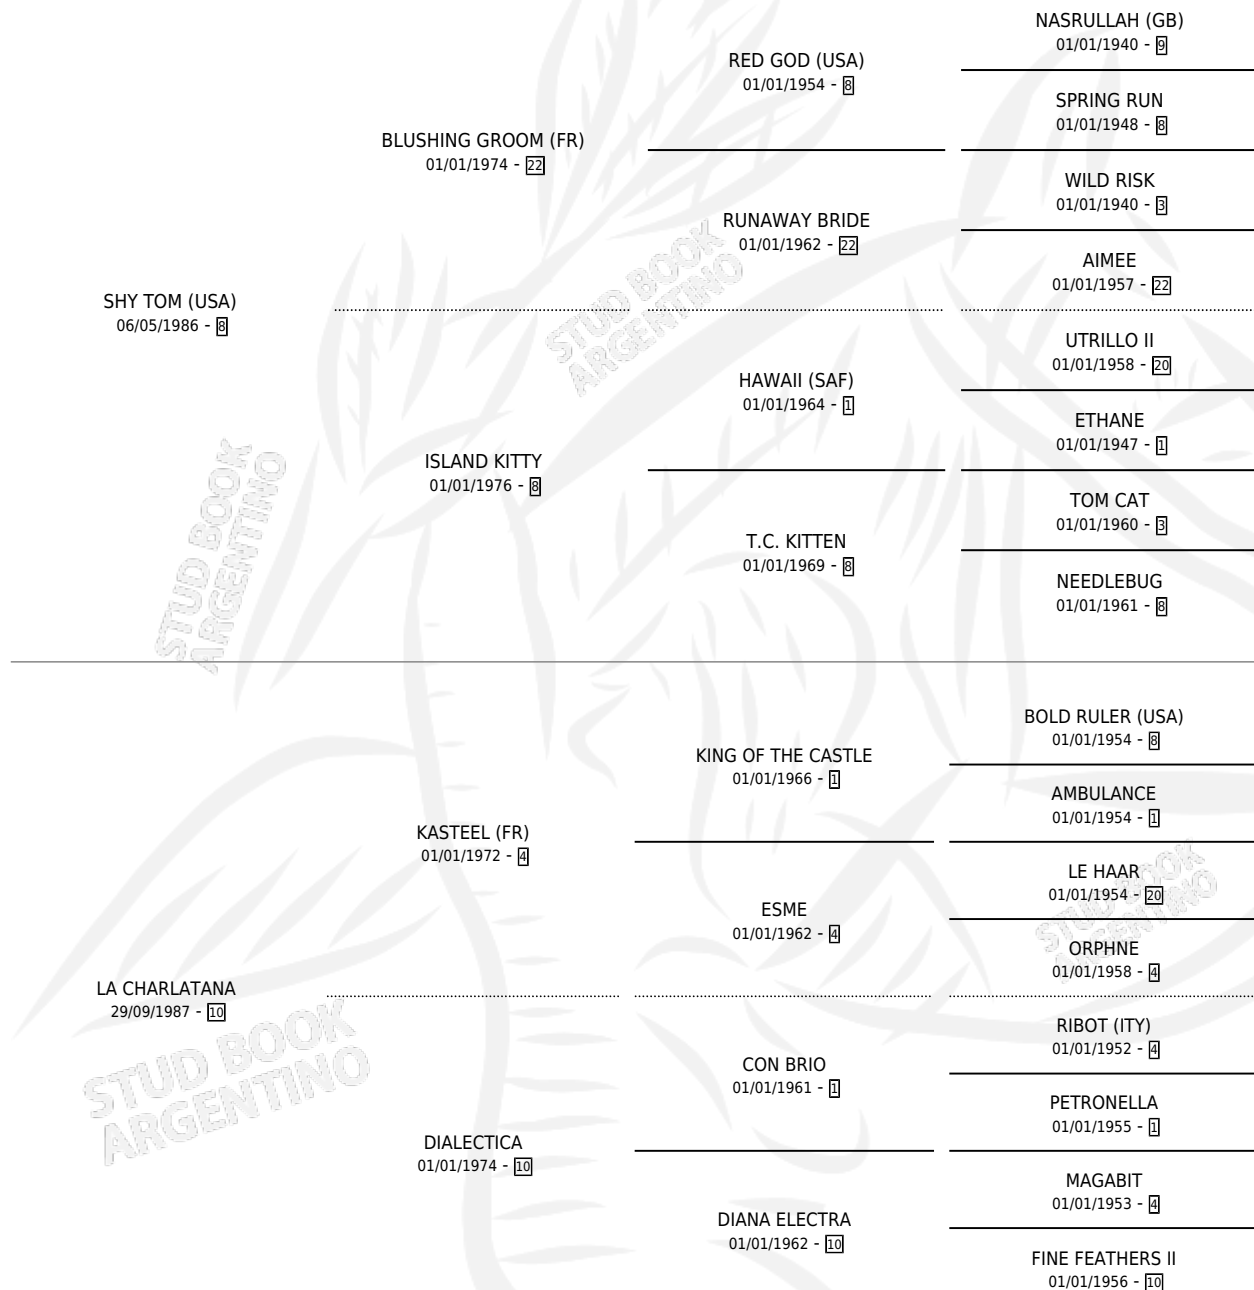 NASRULLAH (GB)
01/01/1940 - 9
RED GOD (USA)
01/01/1954 - 8
SPRING RUN
01/01/1948 - 8
BLUSHING GROOM (FR)
01/01/1974 - 22
WILD RISK
01/01/1940 - 3
RUNAWAY BRIDE
01/01/1962 - 22
AIMEE
01/01/1957 - 22
SHY TOM (USA)
06/05/1986 - 8
UTRILLO II
01/01/1958 - 20
HAWAII (SAF)
01/01/1964 - 1
ETHANE
01/01/1947 - 1
ISLAND KITTY
01/01/1976 - 8
TOM CAT
01/01/1960 - 3
T.C. KITTEN
01/01/1969 - 8
NEEDLEBUG
01/01/1961 - 8
BOLD RULER (USA)
01/01/1954 - 8
KING OF THE CASTLE
01/01/1966 - 1
AMBULANCE
01/01/1954 - 1
KASTEEL (FR)
01/01/1972 - 4
LE HAAR
01/01/1954 - 20
ESME
01/01/1962 - 4
ORPHNE
01/01/1958 - 4
LA CHARLATANA
29/09/1987 - 10
RIBOT (ITY)
01/01/1952 - 4
CON BRIO
01/01/1961 - 1
PETRONELLA
01/01/1955 - 1
DIALECTICA
01/01/1974 - 10
MAGABIT
01/01/1953 - 4
DIANA ELECTRA
01/01/1962 - 10
FINE FEATHERS II
01/01/1956 - 10
STUD BOOK
ARGENTINO
STUD BOOK
ARGENTINO
STUD BOOK
ARGENTINO
STUD BOOK
ARGENTINO